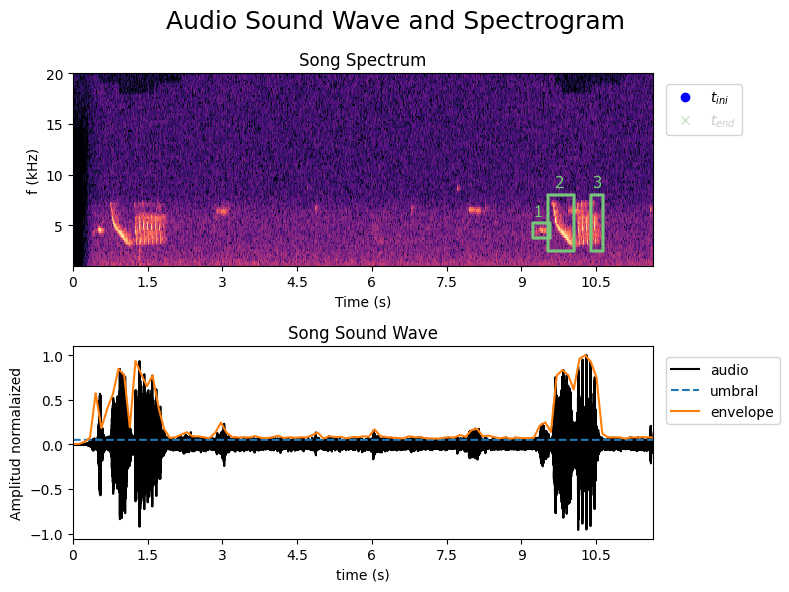 Audio Sound Wave and Spectrogram
Song Spectrum
20
15
10
5
f (kHz)
1
2
3
0 1.5 3 4.5 6 7.5 9 10.5
Time (s)
t_ini
t_end
Song Sound Wave
1.0
0.5
0.0
−0.5
−1.0
Amplitud normalaized
0 1.5 3 4.5 6 7.5 9 10.5
time (s)
audio
umbral
envelope